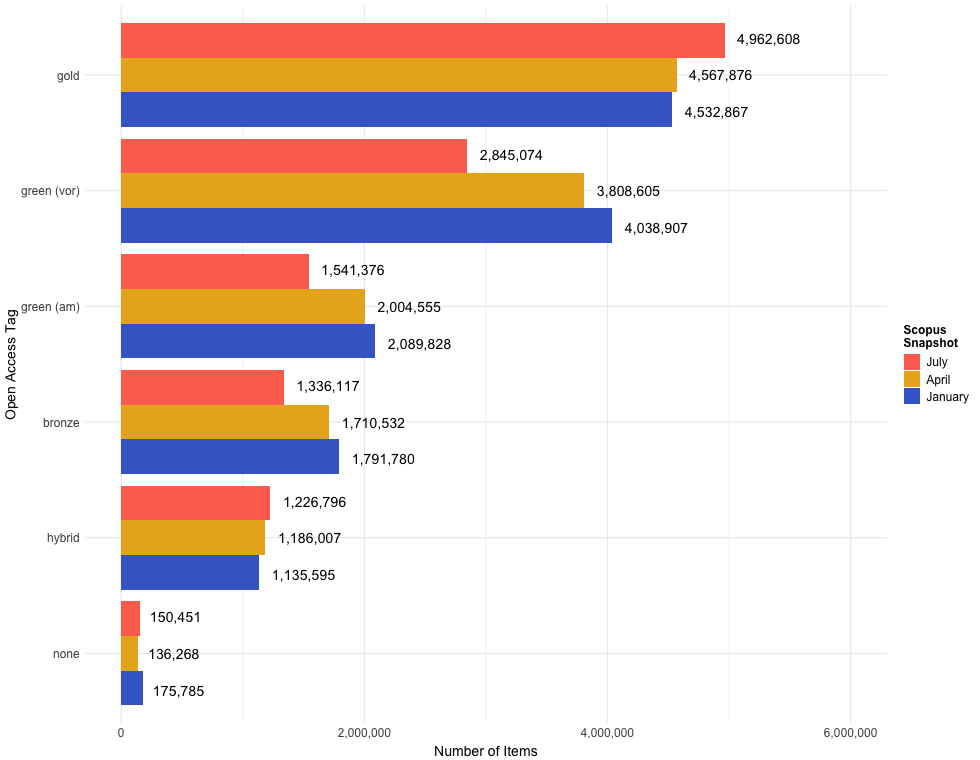 4,962,608
gold
4,567,876
4,532,867
2,845,074
green (vor)
3,808,605
4,038,907
1,541,376
green (am)
2,004,555
2,089,828
1,336,117
bronze
1,710,532
1,791,780
1,226,796
hybrid
1,186,007
1,135,595
150,451
none
136,268
175,785
0
2,000,000
4,000,000
6,000,000
Number of Items
Open Access Tag
Scopus
Snapshot
July
April
January